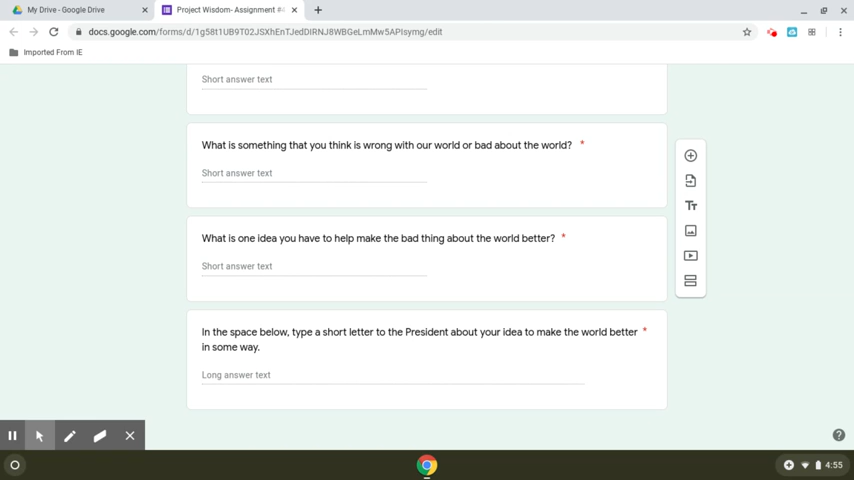 My Drive - Google Drive
Project Wisdom- Assignment #4
docs.google.com/forms/d/1g58t1UB9T02JSXhEnTJedDIRNJ8WBGeLmMw5APIsymg/edit
Imported From IE
Short answer text
What is something that you think is wrong with our world or bad about the world? *
Short answer text
Tt
What is one idea you have to help make the bad thing about the world better? *
Short answer text
In the space below, type a short letter to the President about your idea to make the world better *
in some way.
Long answer text
4:55